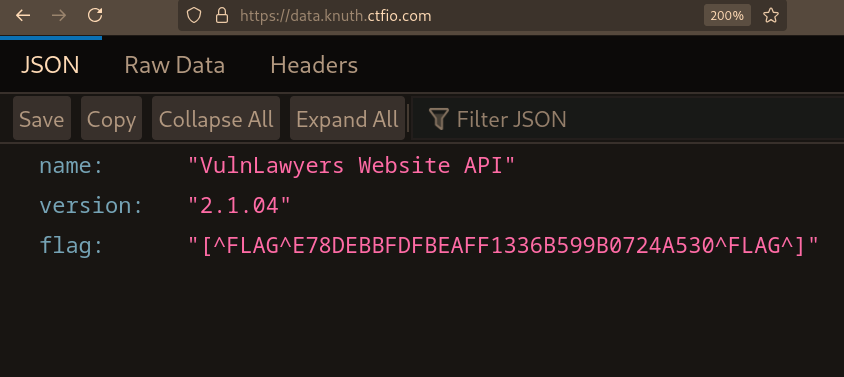 https://data.knuth.ctfio.com 200%
JSON Raw Data Headers
Save Copy Collapse All Expand All Filter JSON
name: "VulnLawyers Website API"
version: "2.1.04"
flag: "[^FLAG^E78DEBBFDFBEAFF1336B599B0724A530^FLAG^]"